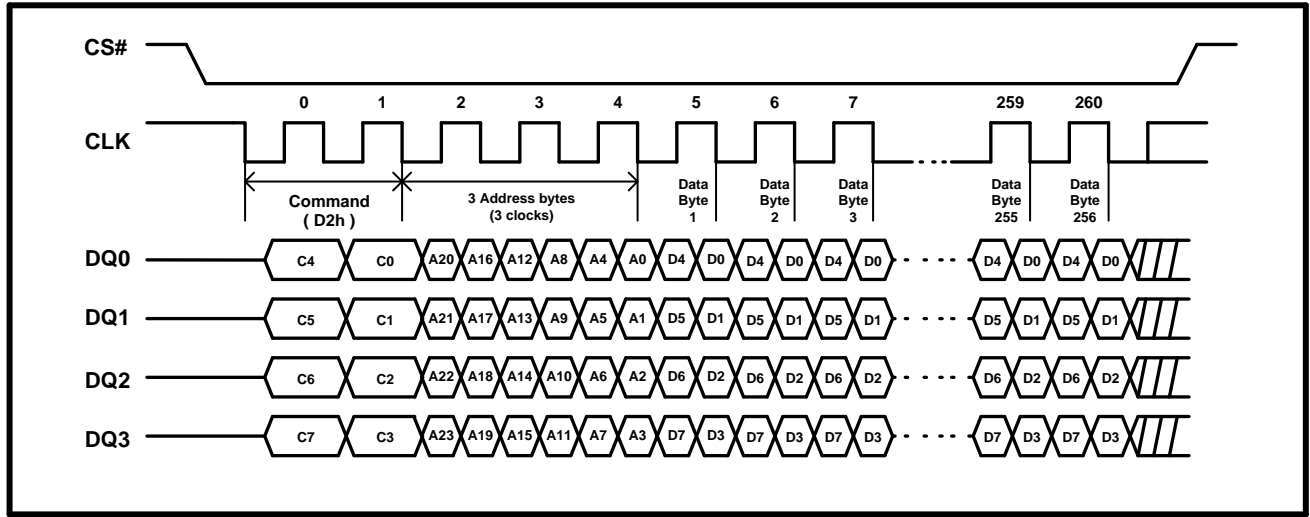 CS#
0 1 2 3 4 5 6 7 259 260
CLK
Command
( D2h )
3 Address bytes
(3 clocks)
Data
Byte
1
Data
Byte
2
Data
Byte
3
Data
Byte
255
Data
Byte
256
DQ0 C4 C0 A20 A16 A12 A8 A4 A0 D4 D0 D4 D0 D4 D0 D4 D0 D4 D0
DQ1 C5 C1 A21 A17 A13 A9 A5 A1 D5 D1 D5 D1 D5 D1 D5 D1 D5 D1
DQ2 C6 C2 A22 A18 A14 A10 A6 A2 D6 D2 D6 D2 D6 D2 D6 D2 D6 D2
DQ3 C7 C3 A23 A19 A15 A11 A7 A3 D7 D3 D7 D3 D7 D3 D7 D3 D7 D3